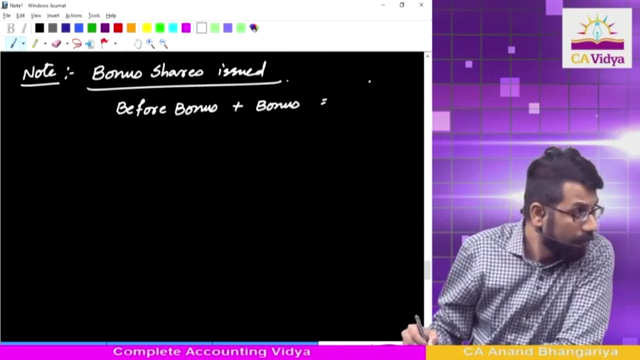 Note1 - Windows Journal
File Edit View Insert Actions Tools Help
B I
CA Vidya
Note :- Bonus Shares issued
Before Bonus + Bonus =
Complete Accounting Vidya
CA Anand Bhangariya